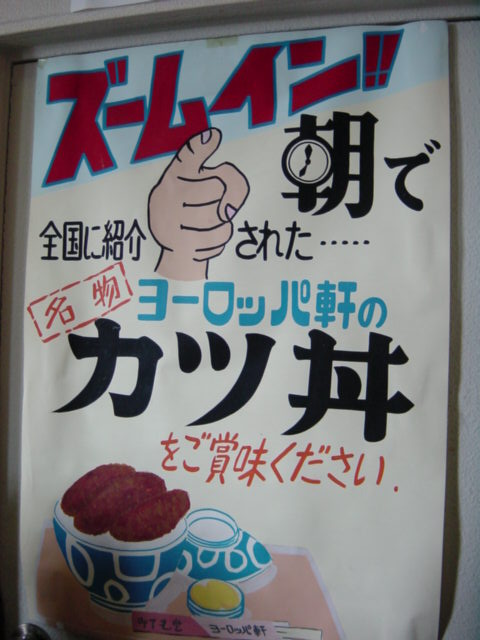 ズームイン!!
朝で
全国に紹介された……
名物
ヨーロッパ軒の
カツ丼
をご賞味ください.
ヨーロッパ軒